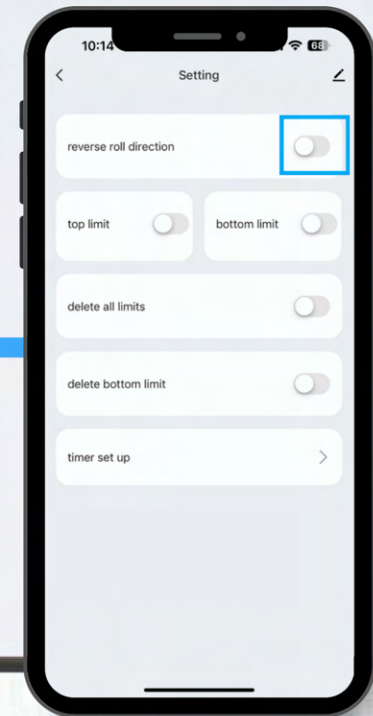 10:14
68
Setting
reverse roll direction
top limit
bottom limit
delete all limits
delete bottom limit
timer set up